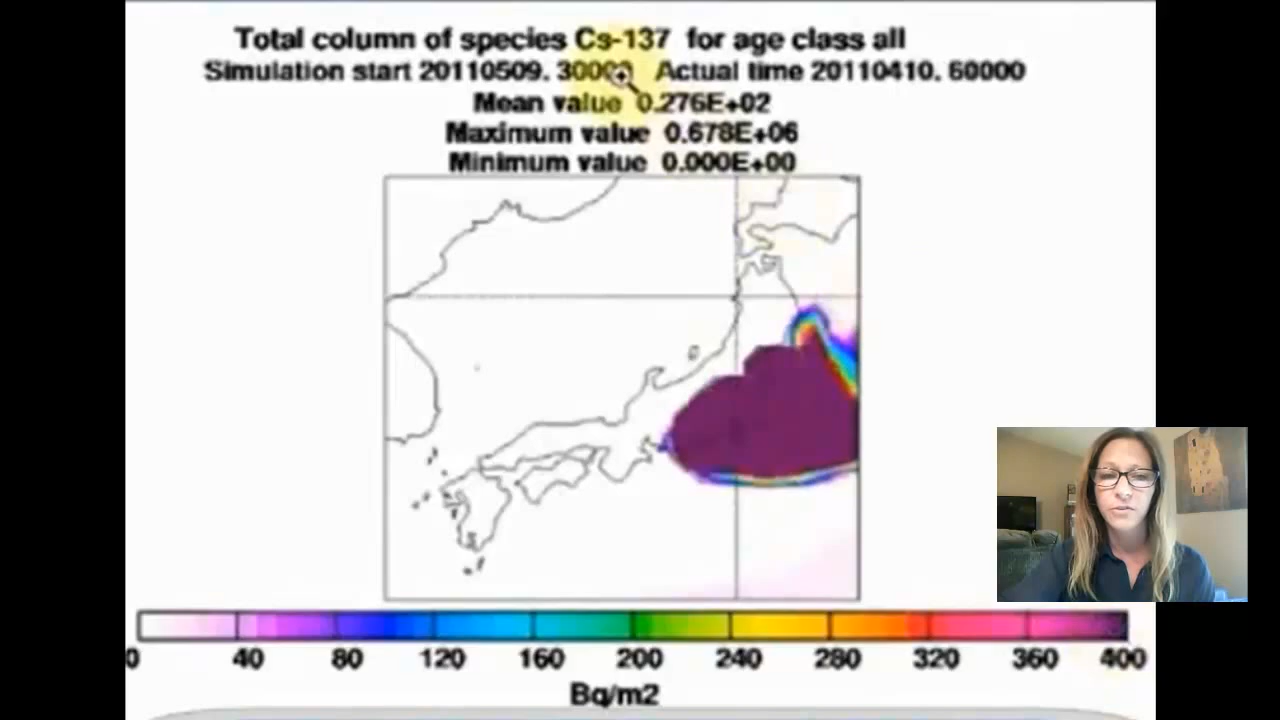 Total column of species Cs-137 for age class all
Simulation start 20110509. 30000 Actual time 20110410. 60000
Mean value 0.276E+02
Maximum value 0.678E+06
Minimum value 0.000E+00
0 40 80 120 160 200 240 280 320 360 400
Bq/m2